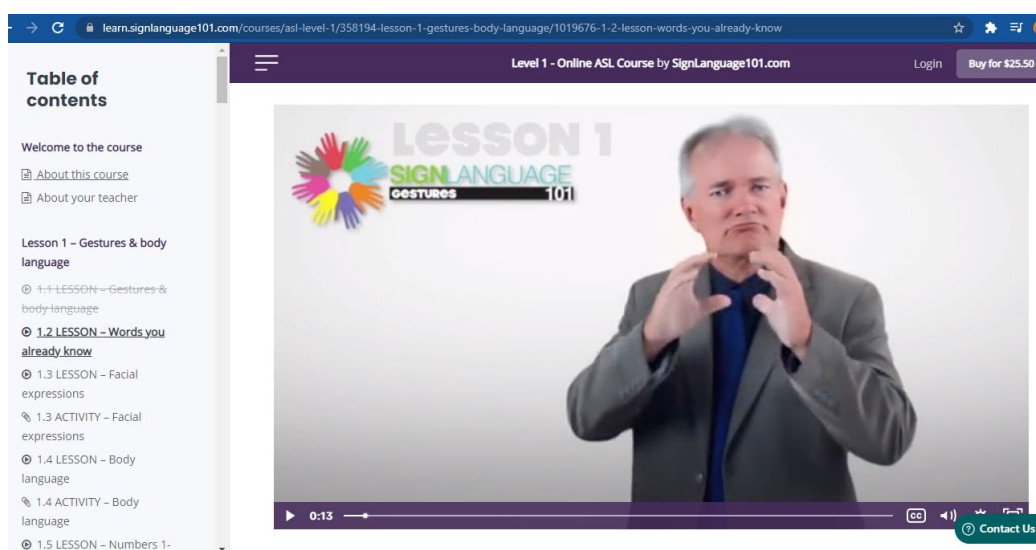 learn.signlanguage101.com/courses/asl-level-1/358194-lesson-1-gestures-body-language/1019676-1-2-lesson-words-you-already-know
Table of
contents
Welcome to the course
About this course
About your teacher
Lesson 1 – Gestures & body
language
1.1 LESSON – Gestures &
body language
1.2 LESSON – Words you
already know
1.3 LESSON – Facial
expressions
1.3 ACTIVITY – Facial
expressions
1.4 LESSON – Body
language
1.4 ACTIVITY – Body
language
1.5 LESSON – Numbers 1-
Level 1 - Online ASL Course by SignLanguage101.com
Login
Buy for $25.50
LESSON 1
SIGNLANGUAGE
GESTURES 101
0:13
CC
Contact Us